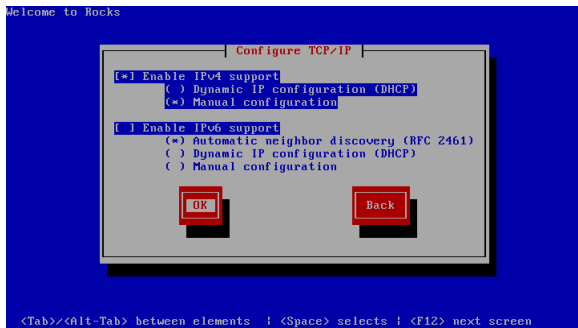 Welcome to Rocks
Configure TCP/IP
[*] Enable IPv4 support
( ) Dynamic IP configuration (DHCP)
(*) Manual configuration
[ ] Enable IPv6 support
(*) Automatic neighbor discovery (RFC 2461)
( ) Dynamic IP configuration (DHCP)
( ) Manual configuration
OK Back
<Tab>/<Alt-Tab> between elements | <Space> selects | <F12> next screen